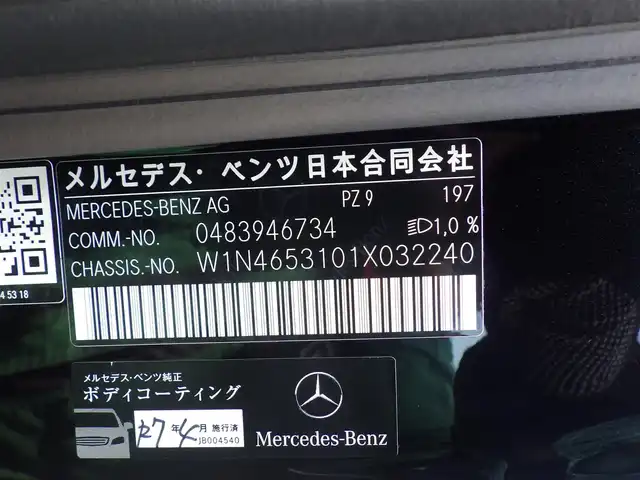 メルセデス・ベンツ日本合同会社
MERCEDES-BENZ AG PZ 9 197
COMM.-NO. 0483946734 1,0 %
CHASSIS.-NO. W1N4653101X032240
4 53 18
メルセデス・ベンツ純正
ボディコーティング
R7年4月 施行済
JB004540
Mercedes-Benz